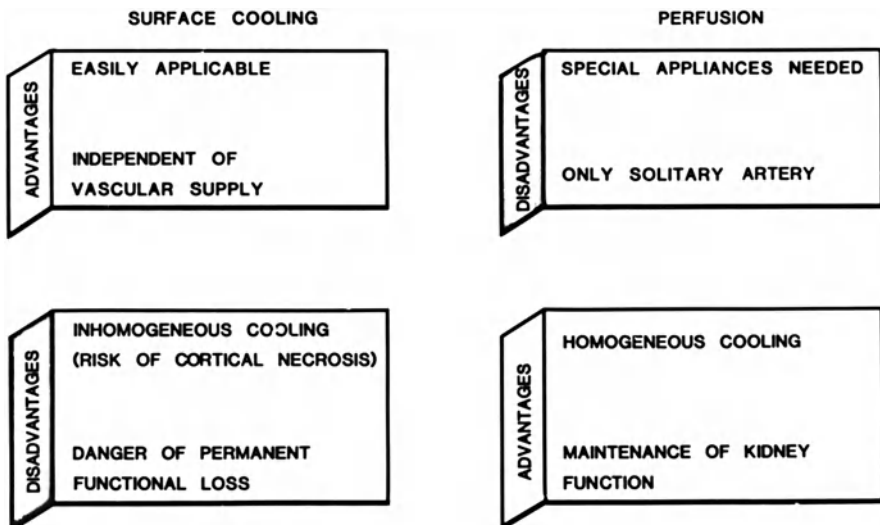 SURFACE COOLING
ADVANTAGES
EASILY APPLICABLE
INDEPENDENT OF
VASCULAR SUPPLY
DISADVANTAGES
INHOMOGENEOUS COOLING
(RISK OF CORTICAL NECROSIS)
DANGER OF PERMANENT
FUNCTIONAL LOSS
PERFUSION
DISADVANTAGES
SPECIAL APPLIANCES NEEDED
ONLY SOLITARY ARTERY
ADVANTAGES
HOMOGENEOUS COOLING
MAINTENANCE OF KIDNEY
FUNCTION